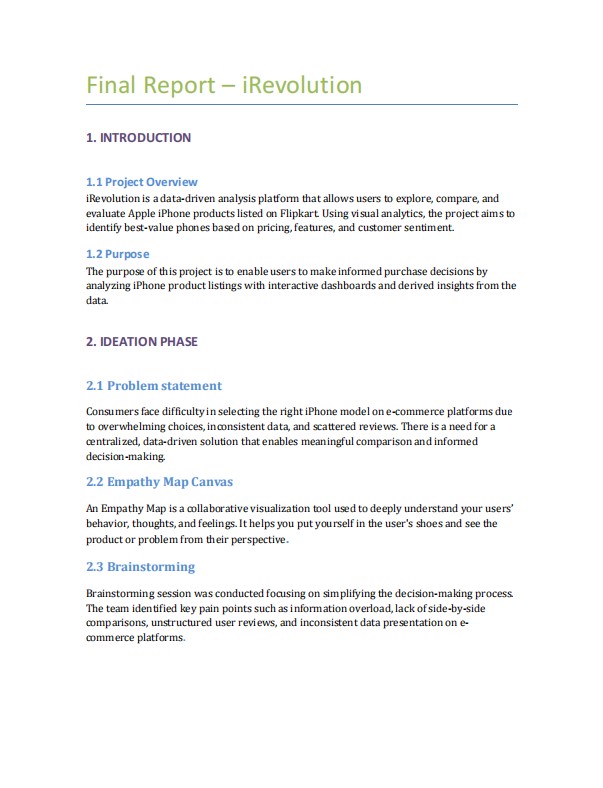 Final Report – iRevolution
1. INTRODUCTION
1.1 Project Overview
iRevolution is a data-driven analysis platform that allows users to explore, compare, and
evaluate Apple iPhone products listed on Flipkart. Using visual analytics, the project aims to
identify best-value phones based on pricing, features, and customer sentiment.
1.2 Purpose
The purpose of this project is to enable users to make informed purchase decisions by
analyzing iPhone product listings with interactive dashboards and derived insights from the
data.
2. IDEATION PHASE
2.1 Problem statement
Consumers face difficulty in selecting the right iPhone model on e-commerce platforms due
to overwhelming choices, inconsistent data, and scattered reviews. There is a need for a
centralized, data-driven solution that enables meaningful comparison and informed
decision-making.
2.2 Empathy Map Canvas
An Empathy Map is a collaborative visualization tool used to deeply understand your users’
behavior, thoughts, and feelings. It helps you put yourself in the user's shoes and see the
product or problem from their perspective.
2.3 Brainstorming
Brainstorming session was conducted focusing on simplifying the decision-making process.
The team identified key pain points such as information overload, lack of side-by-side
comparisons, unstructured user reviews, and inconsistent data presentation on e-
commerce platforms.